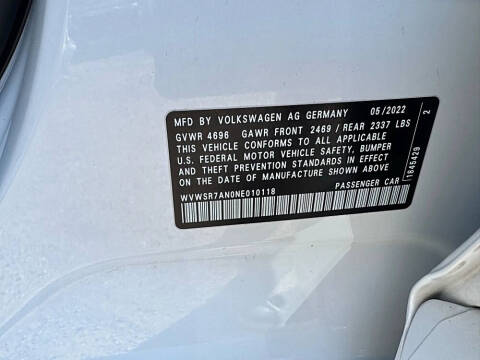 MFD BY VOLKSWAGEN AG GERMANY 05/2022
GVWR 4696 GAWR FRONT 2469 / REAR 2337 LBS
THIS VEHICLE CONFORMS TO ALL APPLICABLE
U.S. FEDERAL MOTOR VEHICLE SAFETY, BUMPER
AND THEFT PREVENTION STANDARDS IN EFFECT
ON THE DATE OF MANUFACTURE SHOWN ABOVE
WVWSR7AN0NE010118 PASSENGER CAR
1645429 2